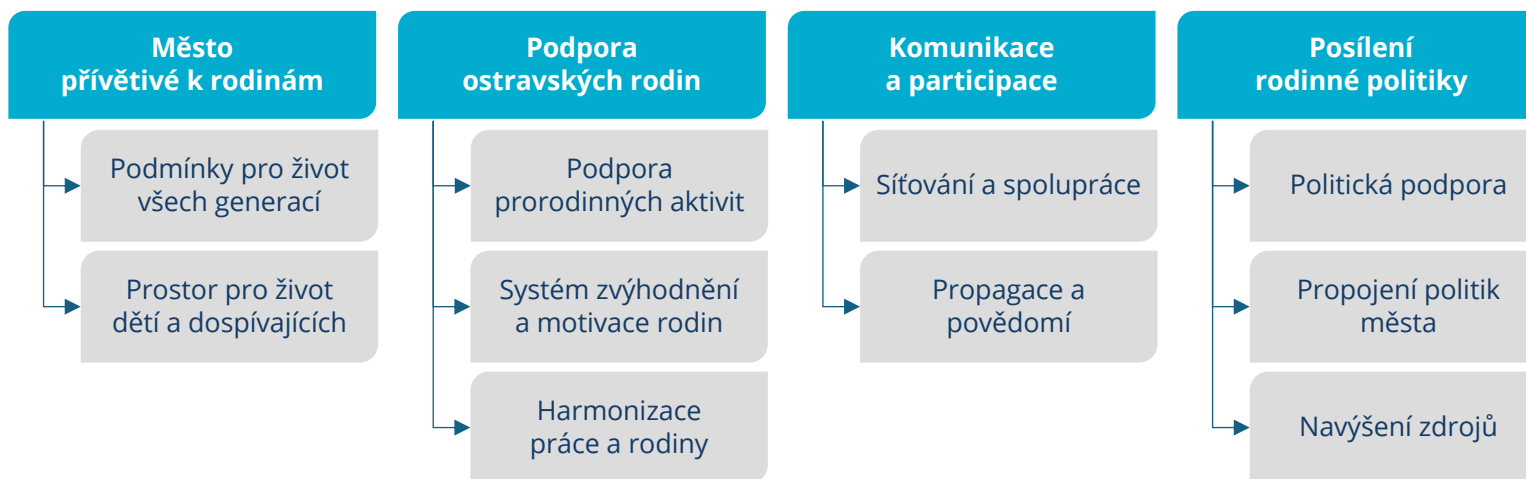 Město
přívětivé k rodinám
Podmínky pro život
všech generací
Prostor pro život
dětí a dospívajících
Podpora
ostravských rodin
Podpora
prorodinných aktivit
Systém zvýhodnění
a motivace rodin
Harmonizace
práce a rodiny
Komunikace
a participace
Síťování a spolupráce
Propagace a
povědomí
Posílení
rodinné politiky
Politická podpora
Propojení politik
města
Navýšení zdrojů